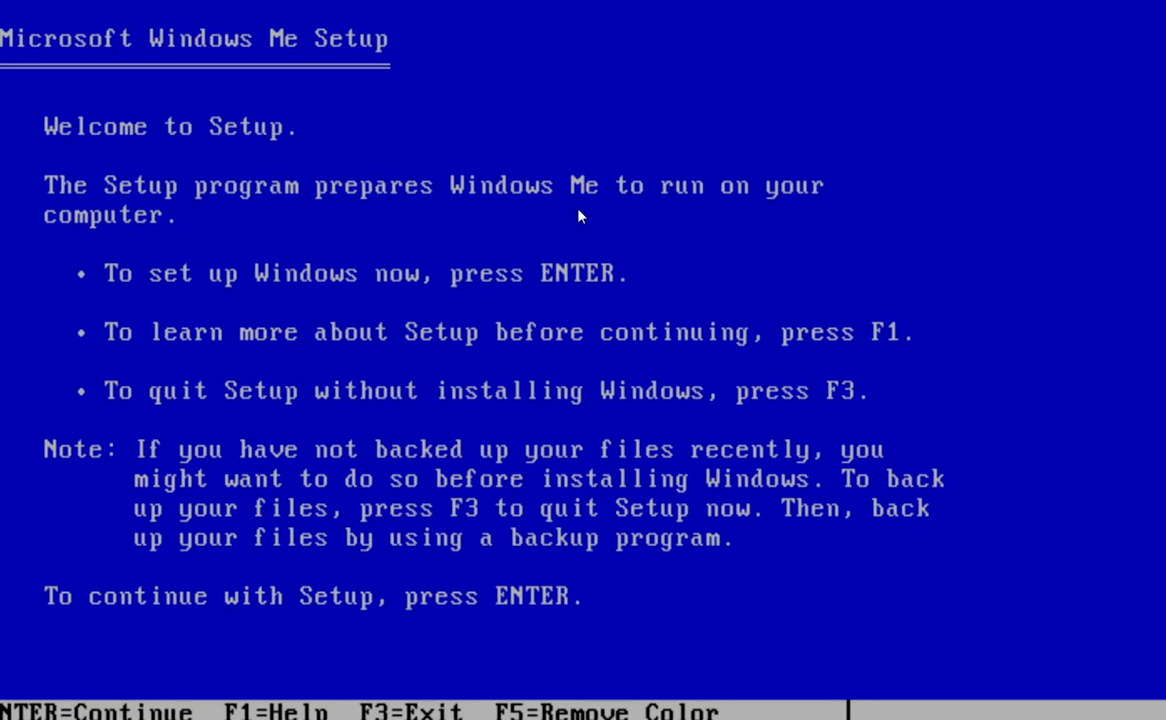 Microsoft Windows Me Setup
Welcome to Setup.
The Setup program prepares Windows Me to run on your
computer.
• To set up Windows now, press ENTER.
• To learn more about Setup before continuing, press F1.
• To quit Setup without installing Windows, press F3.
Note: If you have not backed up your files recently, you
might want to do so before installing Windows. To back
up your files, press F3 to quit Setup now. Then, back
up your files by using a backup program.
To continue with Setup, press ENTER.
NTER=Continue F1=Help F3=Exit F5=Remove Color